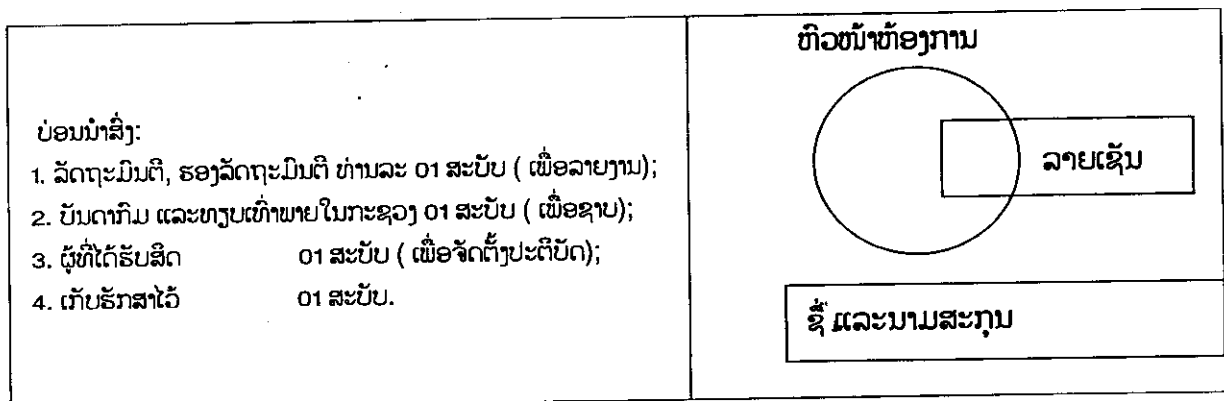 ບ່ອນນຳສົ່ງ:
1. ລັດຖະມົນຕີ, ຮອງລັດຖະມົນຕີ ທ່ານລະ 01 ສະບັບ ( ເພື່ອລາຍງານ);
2. ບັນດາກົມ ແລະທຽບເທົ່າພາຍໃນກະຊວງ 01 ສະບັບ ( ເພື່ອຊາບ);
3. ຜູ້ທີ່ໄດ້ຮັບສິດ 01 ສະບັບ ( ເພື່ອຈັດຕັ້ງປະຕິບັດ);
4. ເກັບຮັກສາໄວ້ 01 ສະບັບ.
ຫົວໜ້າຫ້ອງການ
ລາຍເຊັນ
ຊື່ ແລະນາມສະກຸນ